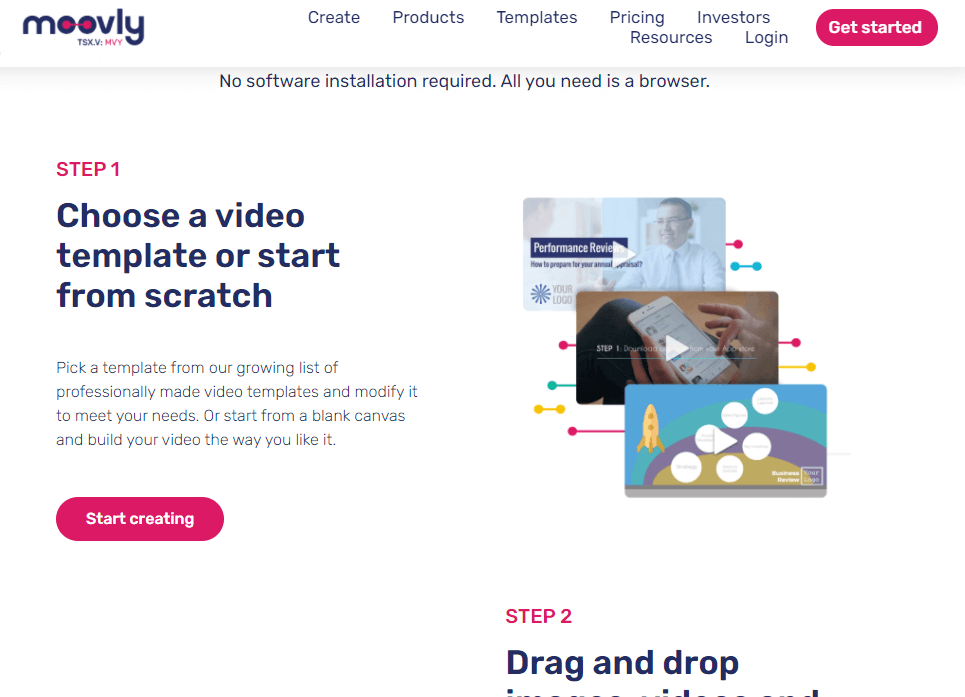 moovly
TSX.V: MVY
Create Products Templates Pricing Investors
Resources Login
Get started
No software installation required. All you need is a browser.
STEP 1
Choose a video
template or start
from scratch
Pick a template from our growing list of
professionally made video templates and modify it
to meet your needs. Or start from a blank canvas
and build your video the way you like it.
Start creating
Performance Review
How to prepare for your annual appraisal?
YOUR
LOGO
STEP 1: Download from your App store
Strategy
Business
Review
Your
Logo
STEP 2
Drag and drop
images, videos and